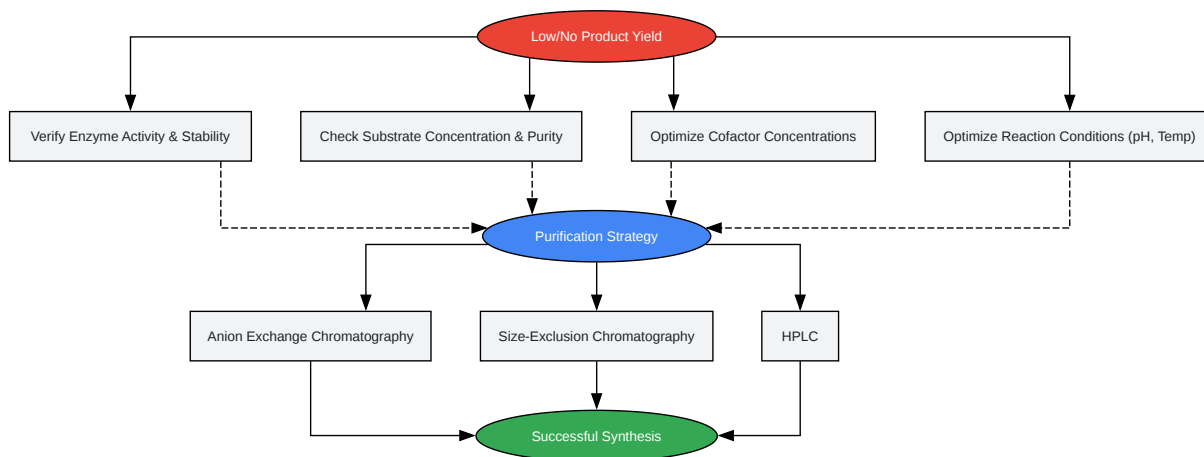 Low/No Product Yield
Verify Enzyme Activity & Stability
Check Substrate Concentration & Purity
Optimize Cofactor Concentrations
Optimize Reaction Conditions (pH, Temp)
Purification Strategy
Anion Exchange Chromatography
Size-Exclusion Chromatography
HPLC
Successful Synthesis